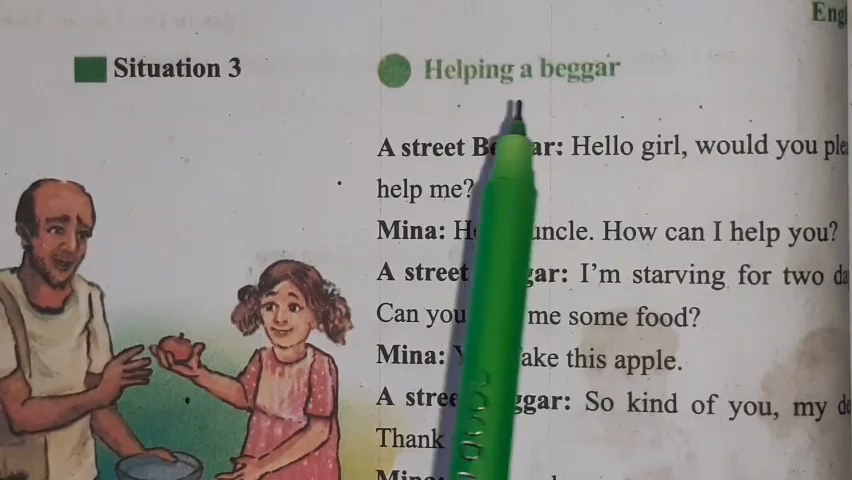 Eng
Situation 3
Helping a beggar
A street Be ar: Hello girl, would you ple
help me?
Mina: He uncle. How can I help you?
A street gar: I'm starving for two da
Can you me some food?
Mina: Y ake this apple.
A stree ggar: So kind of you, my de
Thank
Mina: